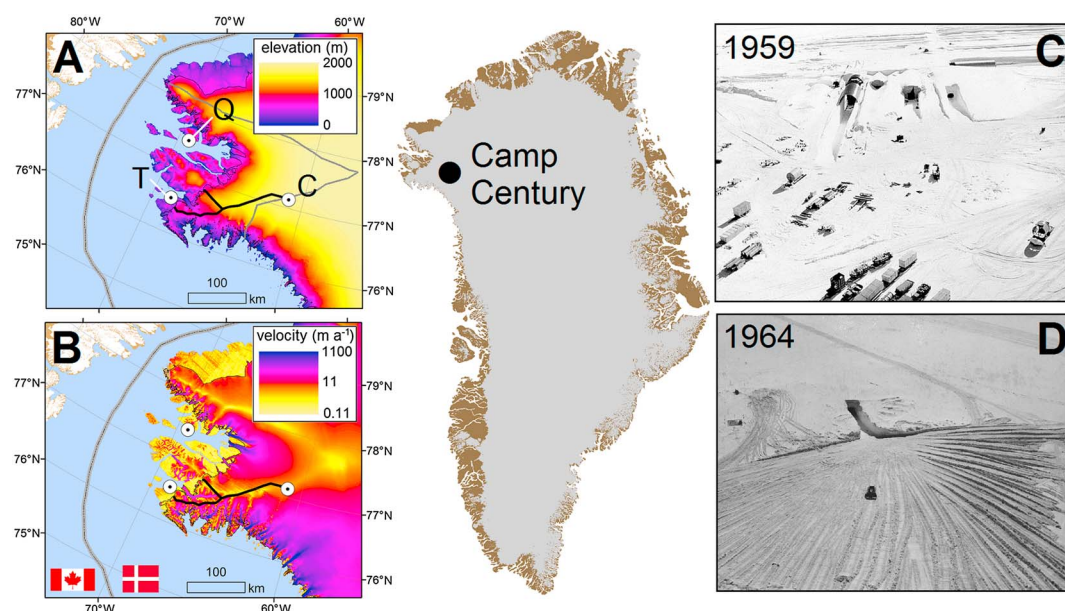 80°W
70°W
60°W
A
elevation (m)
2000
1000
0
77°N
79°N
Q
76°N
78°N
T
C
75°N
77°N
100
km
76°N
B
velocity (m a⁻¹)
1100
11
0.11
77°N
79°N
76°N
78°N
75°N
77°N
100
km
76°N
70°W
60°W
Camp
Century
1959
C
1964
D